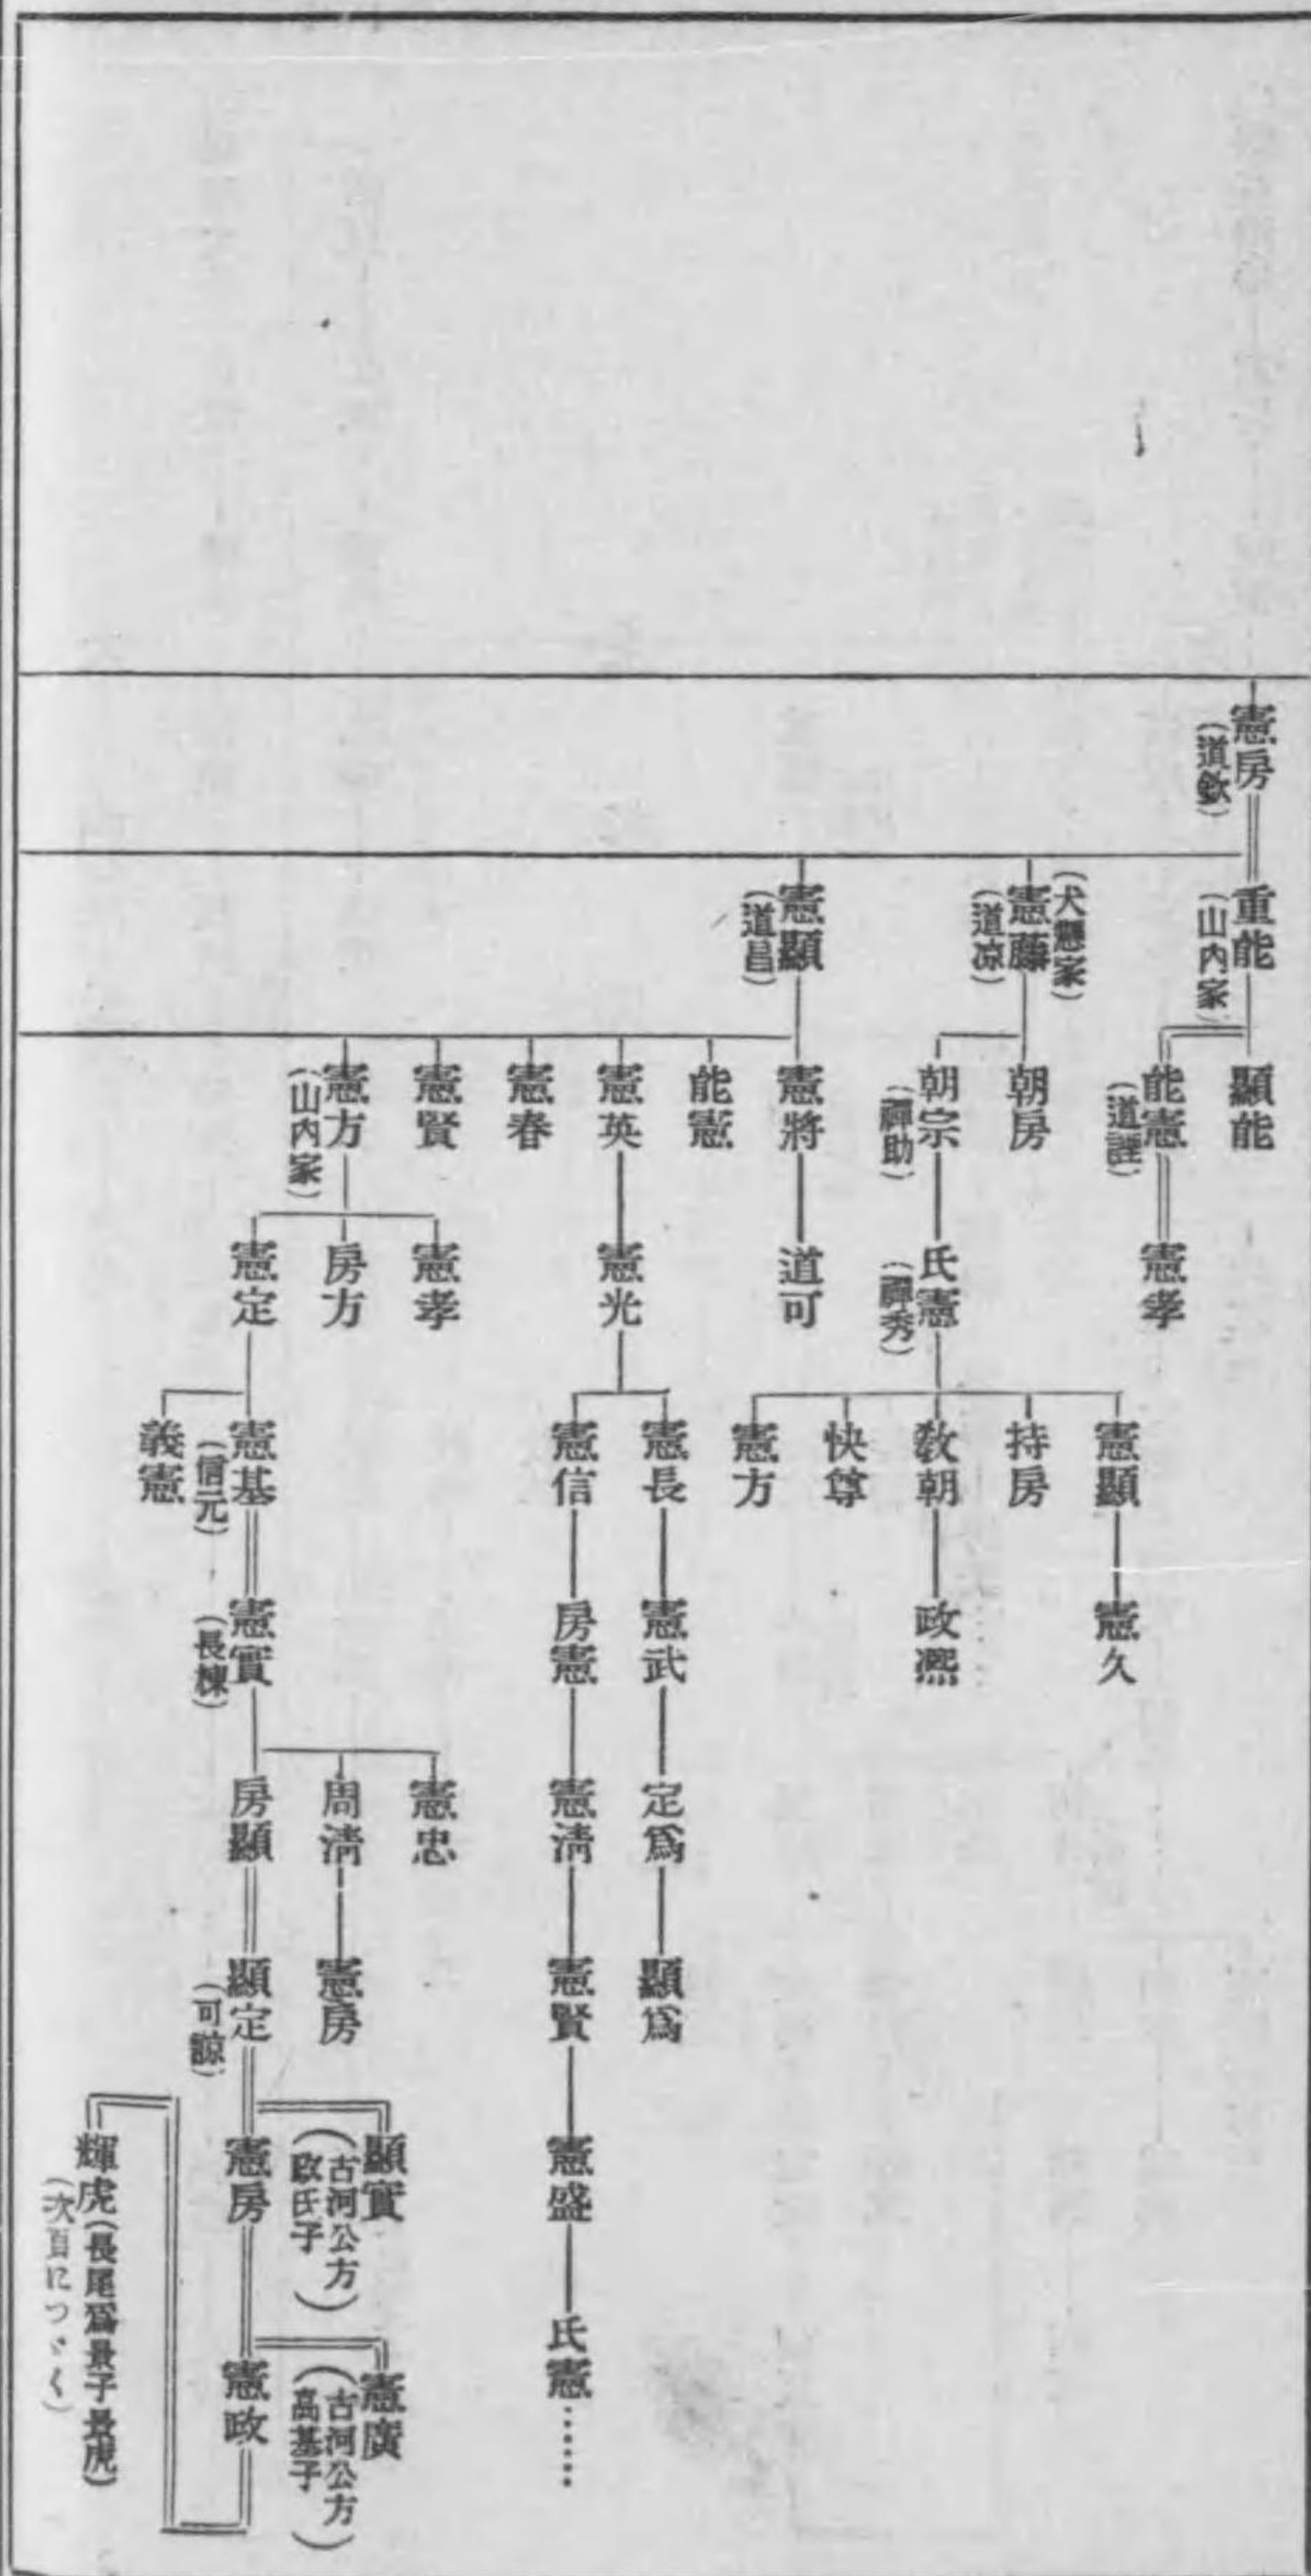 憲房
(道欽)
重能
(山内家)
顯能
能憲
(道諲)
憲孝
(犬懸家)
憲藤
(道凉)
朝房
朝宗
(禪助)
氏憲
(禪秀)
憲顯
憲久
持房
教朝
政凞
快尊
憲方
憲顯
(道昌)
憲將
道可
能憲
憲英
憲光
憲長
憲武
定爲
顯爲
憲信
房憲
憲淸
憲賢
憲盛
氏憲……
憲春
憲賢
憲方
(山内家)
憲孝
房方
憲定
憲基
(信元)
義憲
憲實
(長棟)
憲忠
周淸
憲房
房顯
顯定
(可諒)
顯實
(古河公方
政氏子)
憲房
憲廣
(古河公方
高基子)
憲政
輝虎(長尾爲景子景虎)
(次頁につゞく)